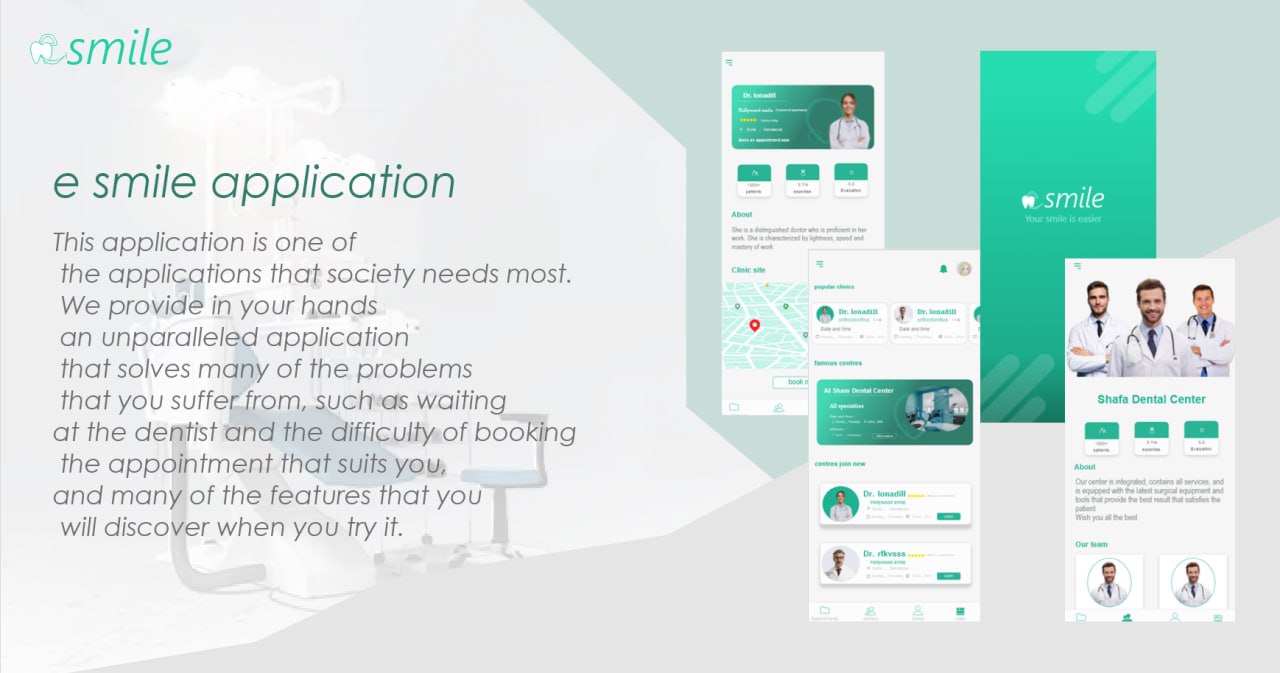 e smile
e smile application
This application is one of
the applications that society needs most.
We provide in your hands
an unparalleled application
that solves many of the problems
that you suffer from, such as waiting
at the dentist and the difficulty of booking
the appointment that suits you,
and many of the features that you
will discover when you try it.
Dr. lonadill
Hollywood smile
Syria , Damascus
Book an appointment now
1000+
patients
5 Yrs
expertise
5.0
Evaluation
About
She is a distinguished doctor who is proficient in her
work. She is characterized by lightness, speed and
mastery of work
Clinic site
book n
popular clinics
Dr. lonadill
orthodontics
Date and time
Dr. lonadill
orthodontics
Date and time
famous centres
Al Sham Dental Center
All specialties
centres join new
Dr. lonadill
Hollywood smile
Dr. rfkvsss
Hollywood smile
e smile
Your smile is easier
Shafa Dental Center
1000+
patients
5 Yrs
expertise
5.0
Evaluation
About
Our center is integrated, contains all services, and
is equipped with the latest surgical equipment and
tools that provide the best result that satisfies the
patient
Wish you all the best
Our team